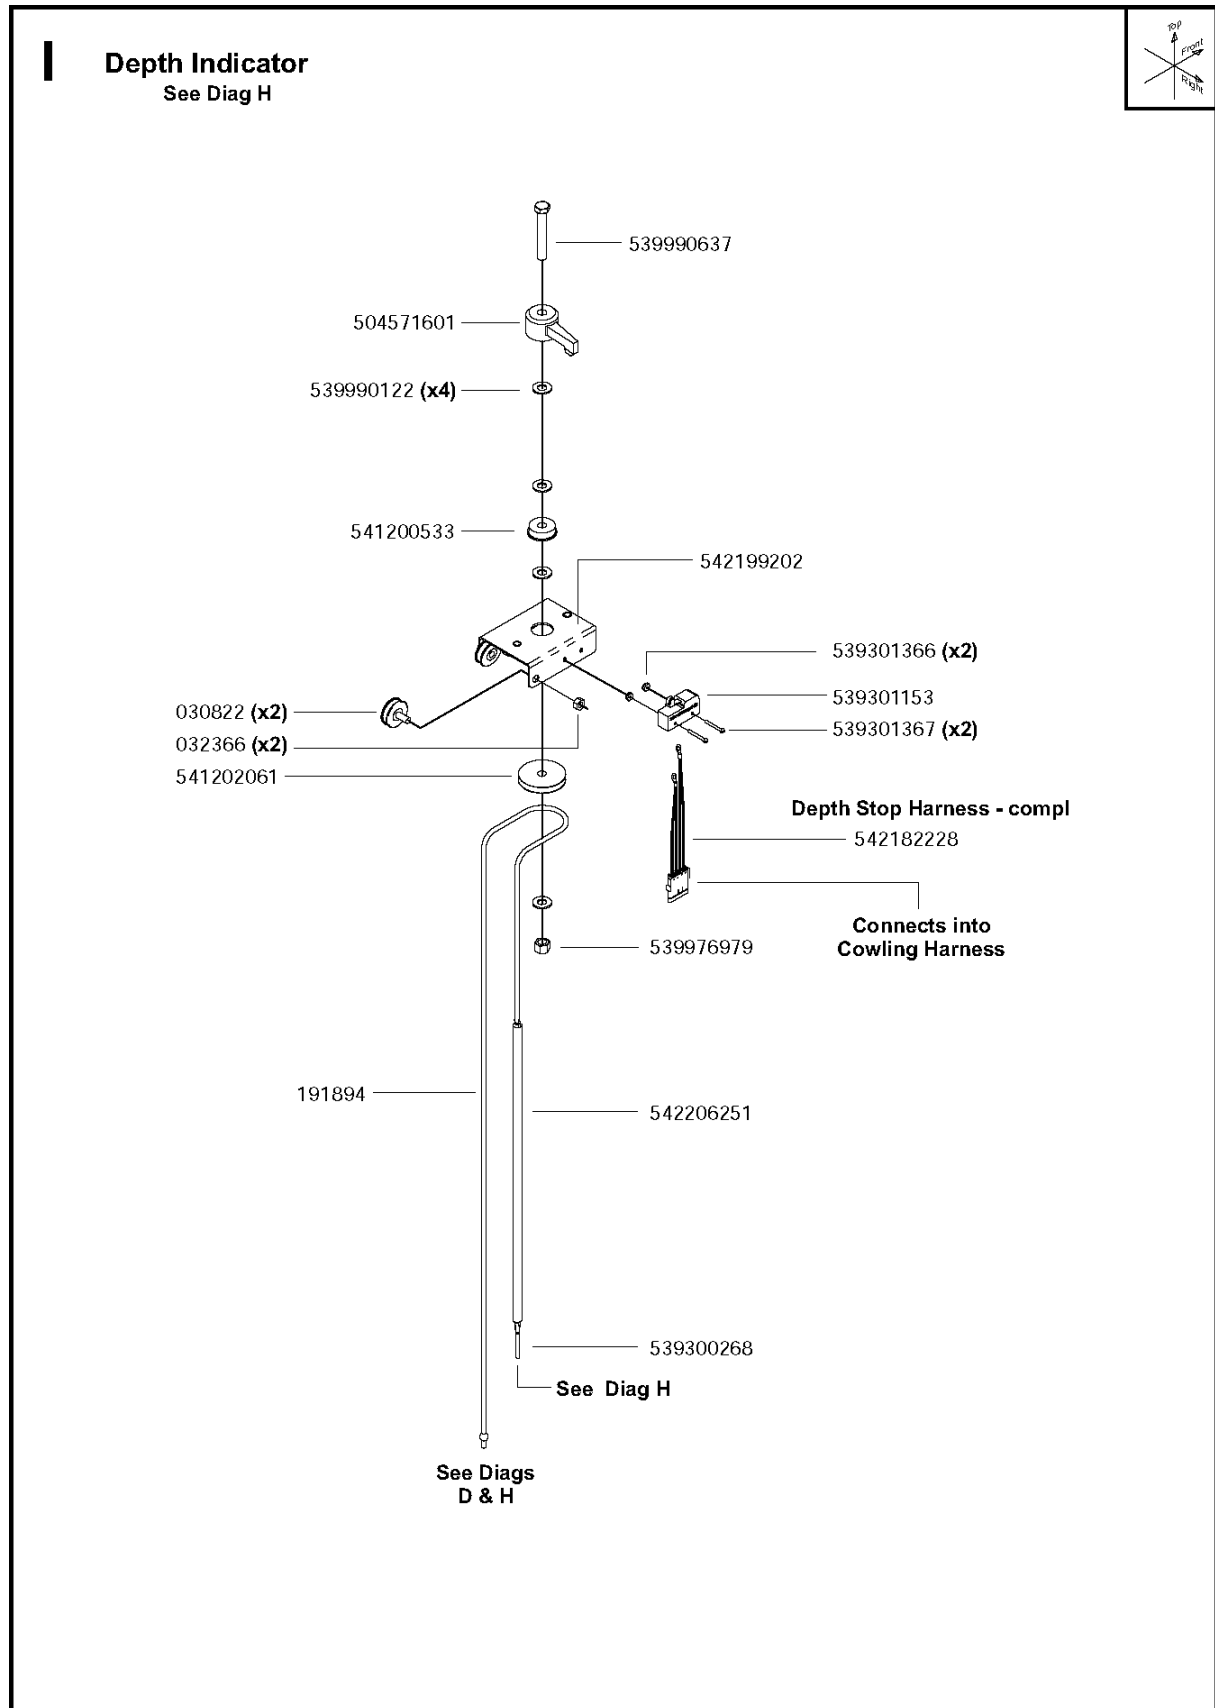 I
Depth Indicator
See Diag H
Top
Front
Right
539990637
504571601
539990122 (x4)
541200533
542199202
539301366 (x2)
539301153
030822 (x2)
539301367 (x2)
032366 (x2)
541202061
Depth Stop Harness - compl
542182228
Connects into
Cowling Harness
539976979
191894
542206251
539300268
See Diag H
See Diags
D & H